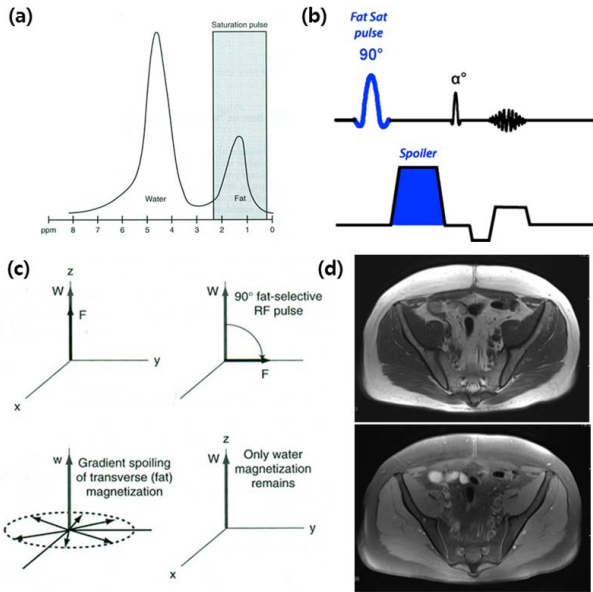 (a)
Saturation pulse
Water
Fat
ppm 8 7 6 5 4 3 2 1 0
(b)
Fat Sat
pulse
90°
α°
Spoiler
(c)
z
W
F
y
x
W
90° fat-selective
RF pulse
F
w
Gradient spoiling
of transverse (fat)
magnetization
z
W
Only water
magnetization
remains
y
x
(d)